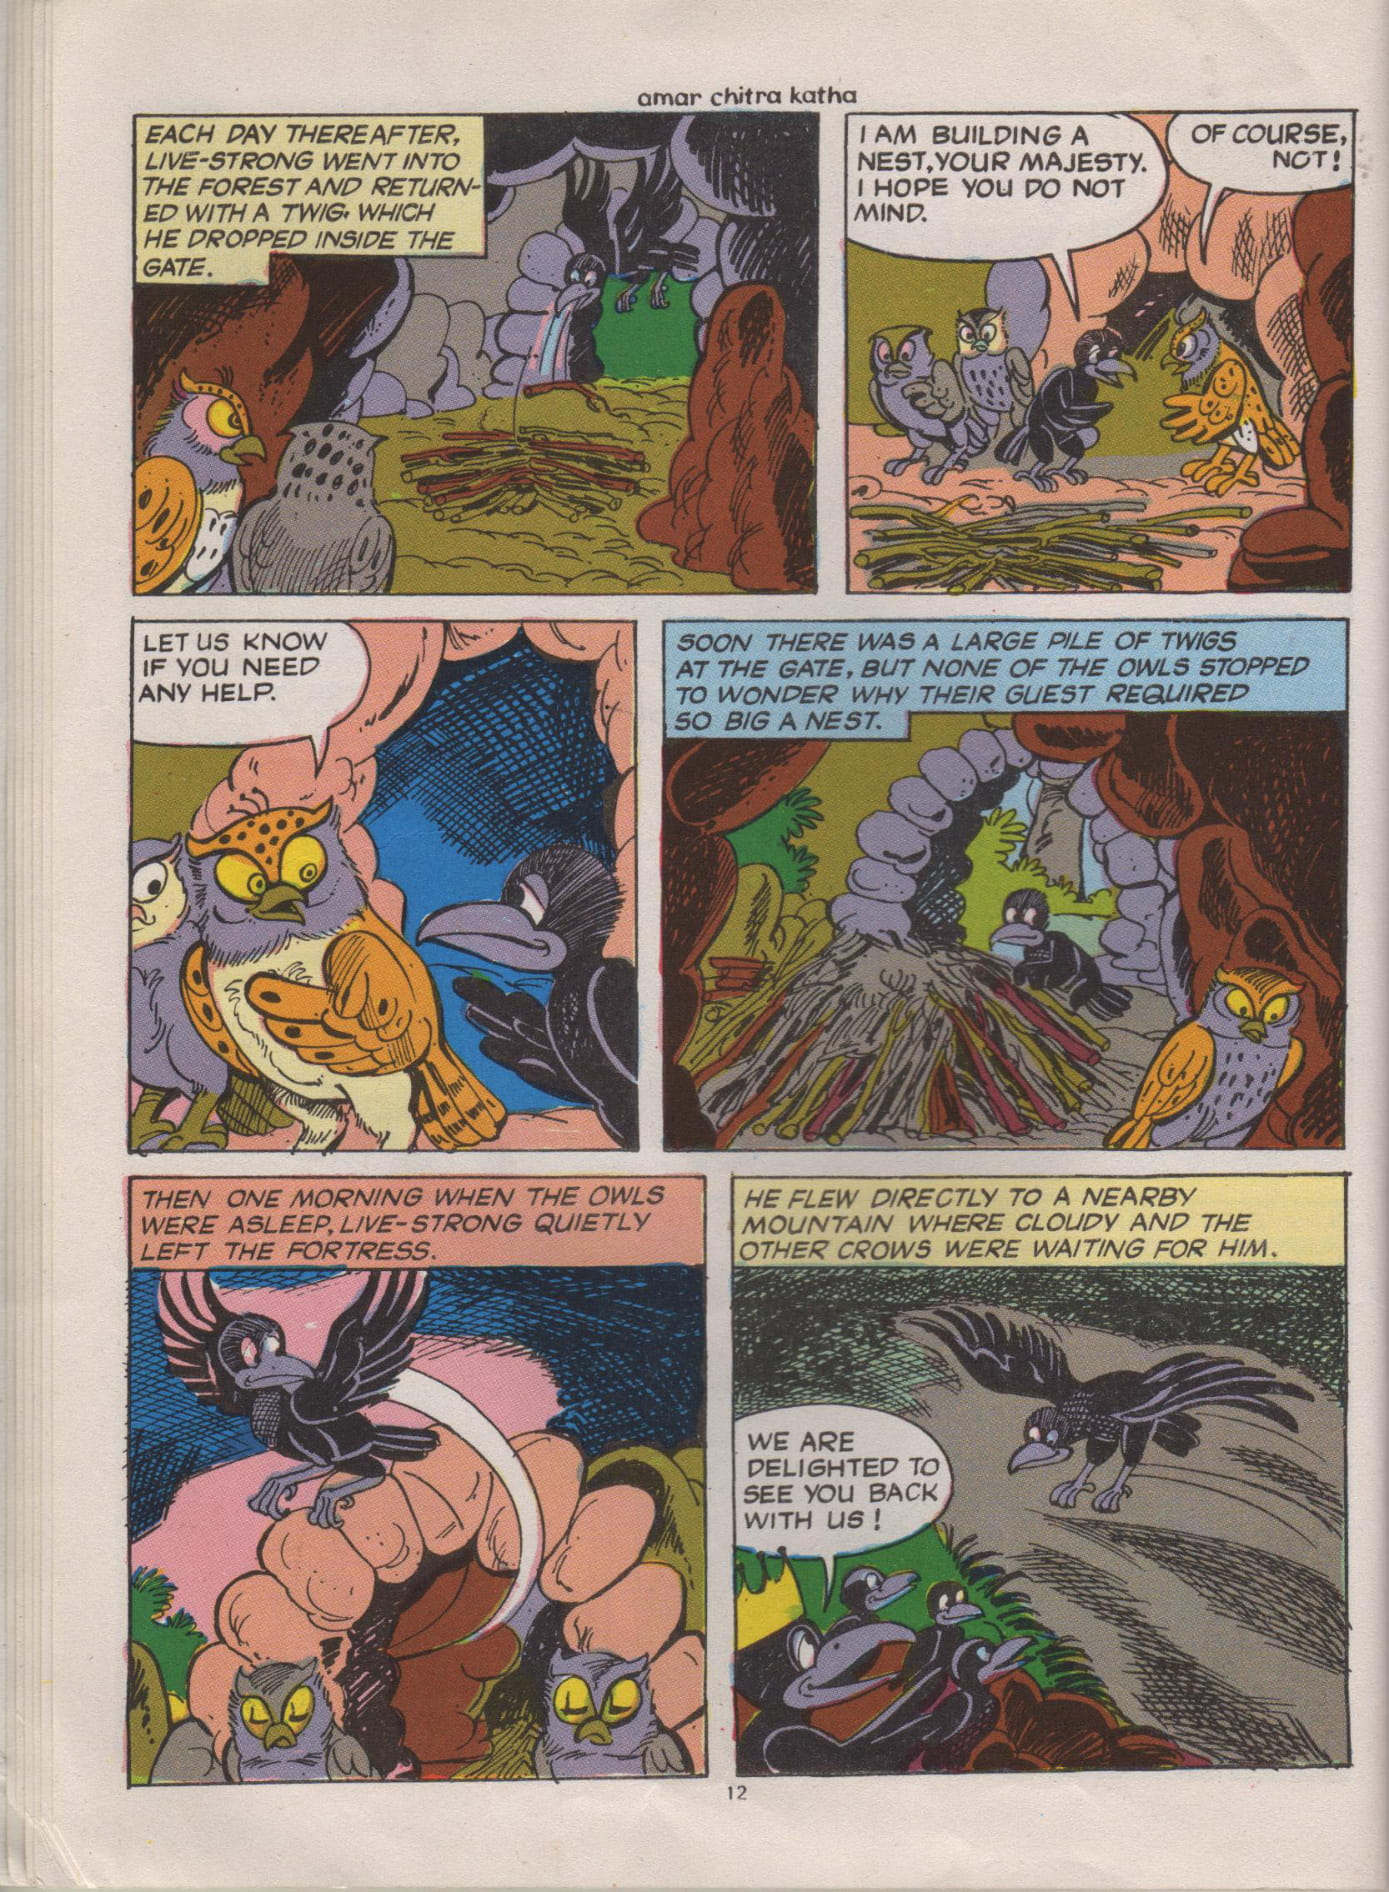 amar chitra katha
EACH DAY THEREAFTER,
LIVE-STRONG WENT INTO
THE FOREST AND RETURN-
ED WITH A TWIG, WHICH
HE DROPPED INSIDE THE
GATE.
I AM BUILDING A
NEST, YOUR MAJESTY.
I HOPE YOU DO NOT
MIND.
OF COURSE,
NOT!
LET US KNOW
IF YOU NEED
ANY HELP.
SOON THERE WAS A LARGE PILE OF TWIGS
AT THE GATE, BUT NONE OF THE OWLS STOPPED
TO WONDER WHY THEIR GUEST REQUIRED
SO BIG A NEST.
THEN ONE MORNING WHEN THE OWLS
WERE ASLEEP, LIVE-STRONG QUIETLY
LEFT THE FORTRESS.
HE FLEW DIRECTLY TO A NEARBY
MOUNTAIN WHERE CLOUDY AND THE
OTHER CROWS WERE WAITING FOR HIM.
WE ARE
DELIGHTED TO
SEE YOU BACK
WITH US!
12